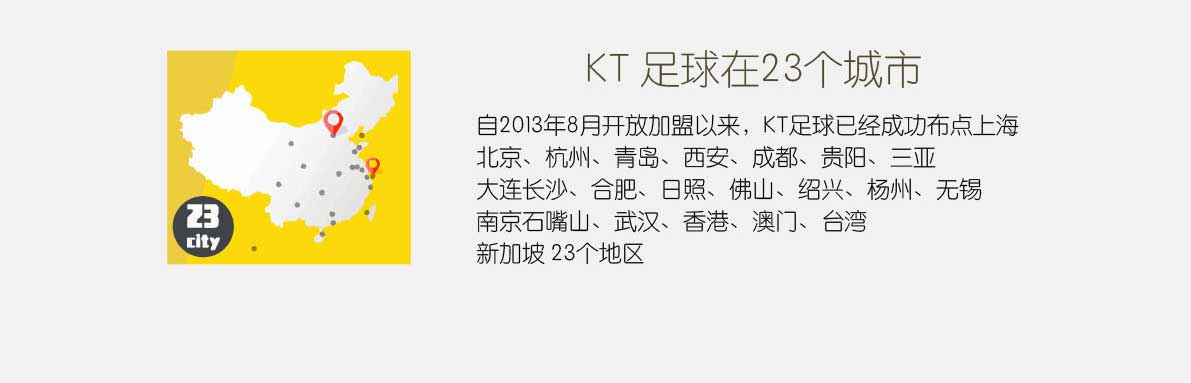 KT 足球在23个城市
自2013年8月开放加盟以来，KT足球已经成功布点上海
北京、杭州、青岛、西安、成都、贵阳、三亚
大连长沙、合肥、日照、佛山、绍兴、杨州、无锡
南京石嘴山、武汉、香港、澳门、台湾
新加坡 23个地区
23
city